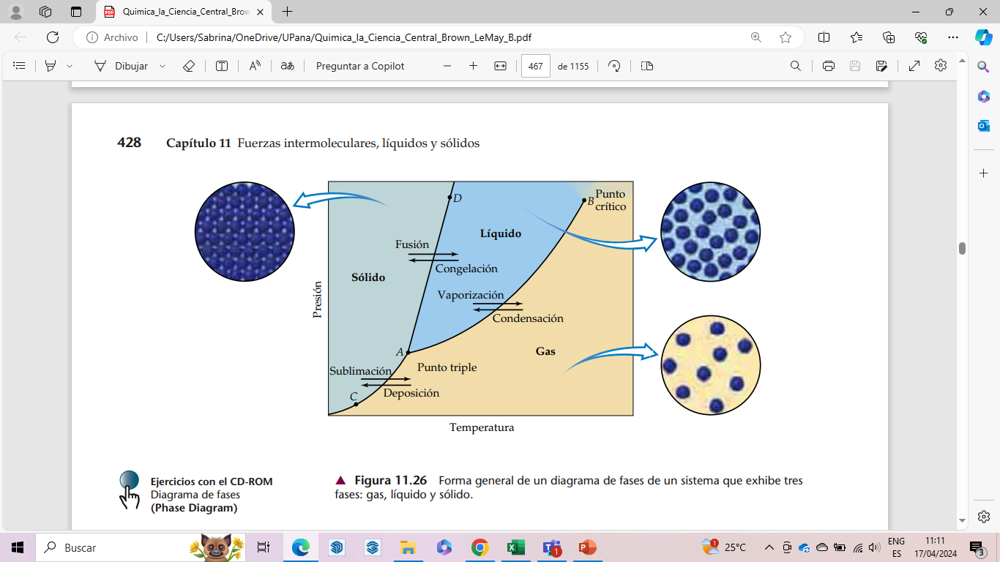 Quimica_la_Ciencia_Central_Brow
Archivo
C:/Users/Sabrina/OneDrive/UPana/Quimica_la_Ciencia_Central_Brown_LeMay_B.pdf
Dibujar
Preguntar a Copilot
467
de 1155
428 Capítulo 11 Fuerzas intermoleculares, líquidos y sólidos
D
B
Punto
crítico
Líquido
Fusión
Congelación
Sólido
Presión
Vaporización
Condensación
A
Gas
Punto triple
Sublimación
Deposición
C
Temperatura
Ejercicios con el CD-ROM
Diagrama de fases
(Phase Diagram)
▲ Figura 11.26 Forma general de un diagrama de fases de un sistema que exhibe tres
fases: gas, líquido y sólido.
Buscar
1
1
25°C
ENG
ES
11:11
17/04/2024
3